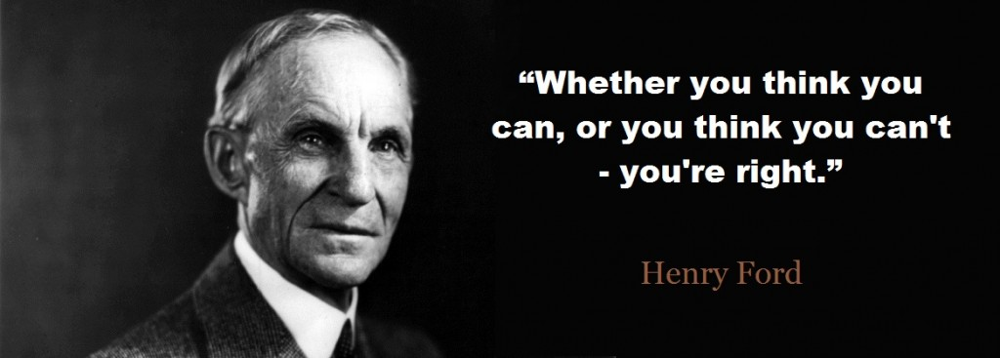 “Whether you think you
can, or you think you can't
- you're right.”
Henry Ford